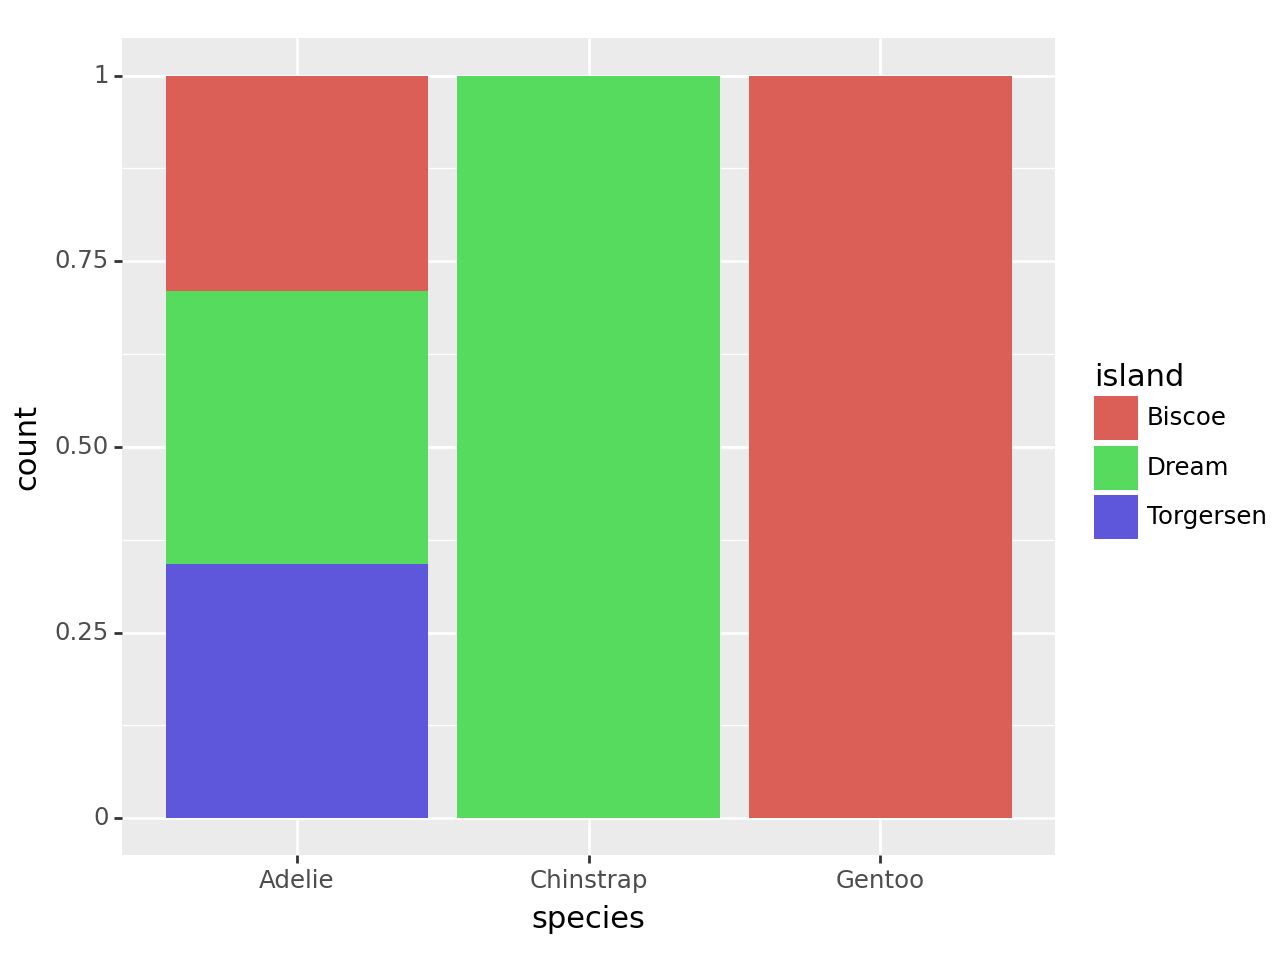 1
0.75
0.50
0.25
0
count
Adelie
Chinstrap
Gentoo
species
island
Biscoe
Dream
Torgersen